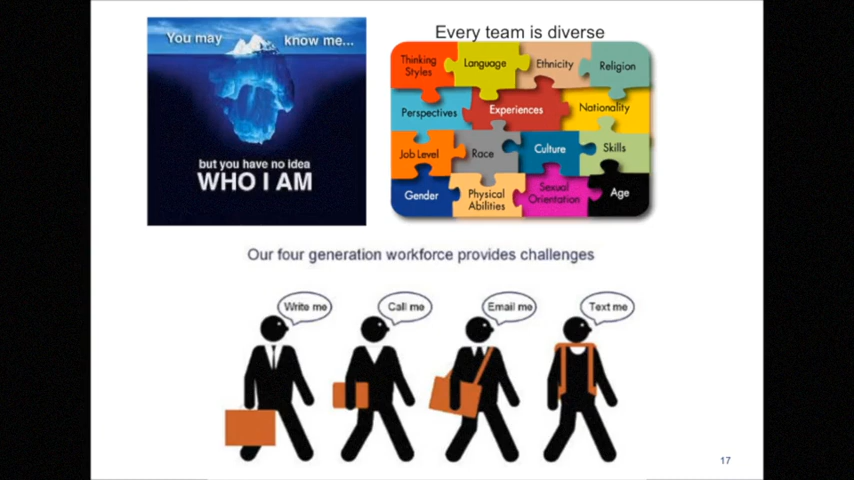 You may know me...
but you have no idea
WHO I AM
Every team is diverse
Thinking
Styles
Language
Ethnicity
Religion
Perspectives
Experiences
Nationality
Job Level
Race
Culture
Skills
Gender
Physical
Abilities
Sexual
Orientation
Age
Our four generation workforce provides challenges
Write me
Call me
Email me
Text me
17